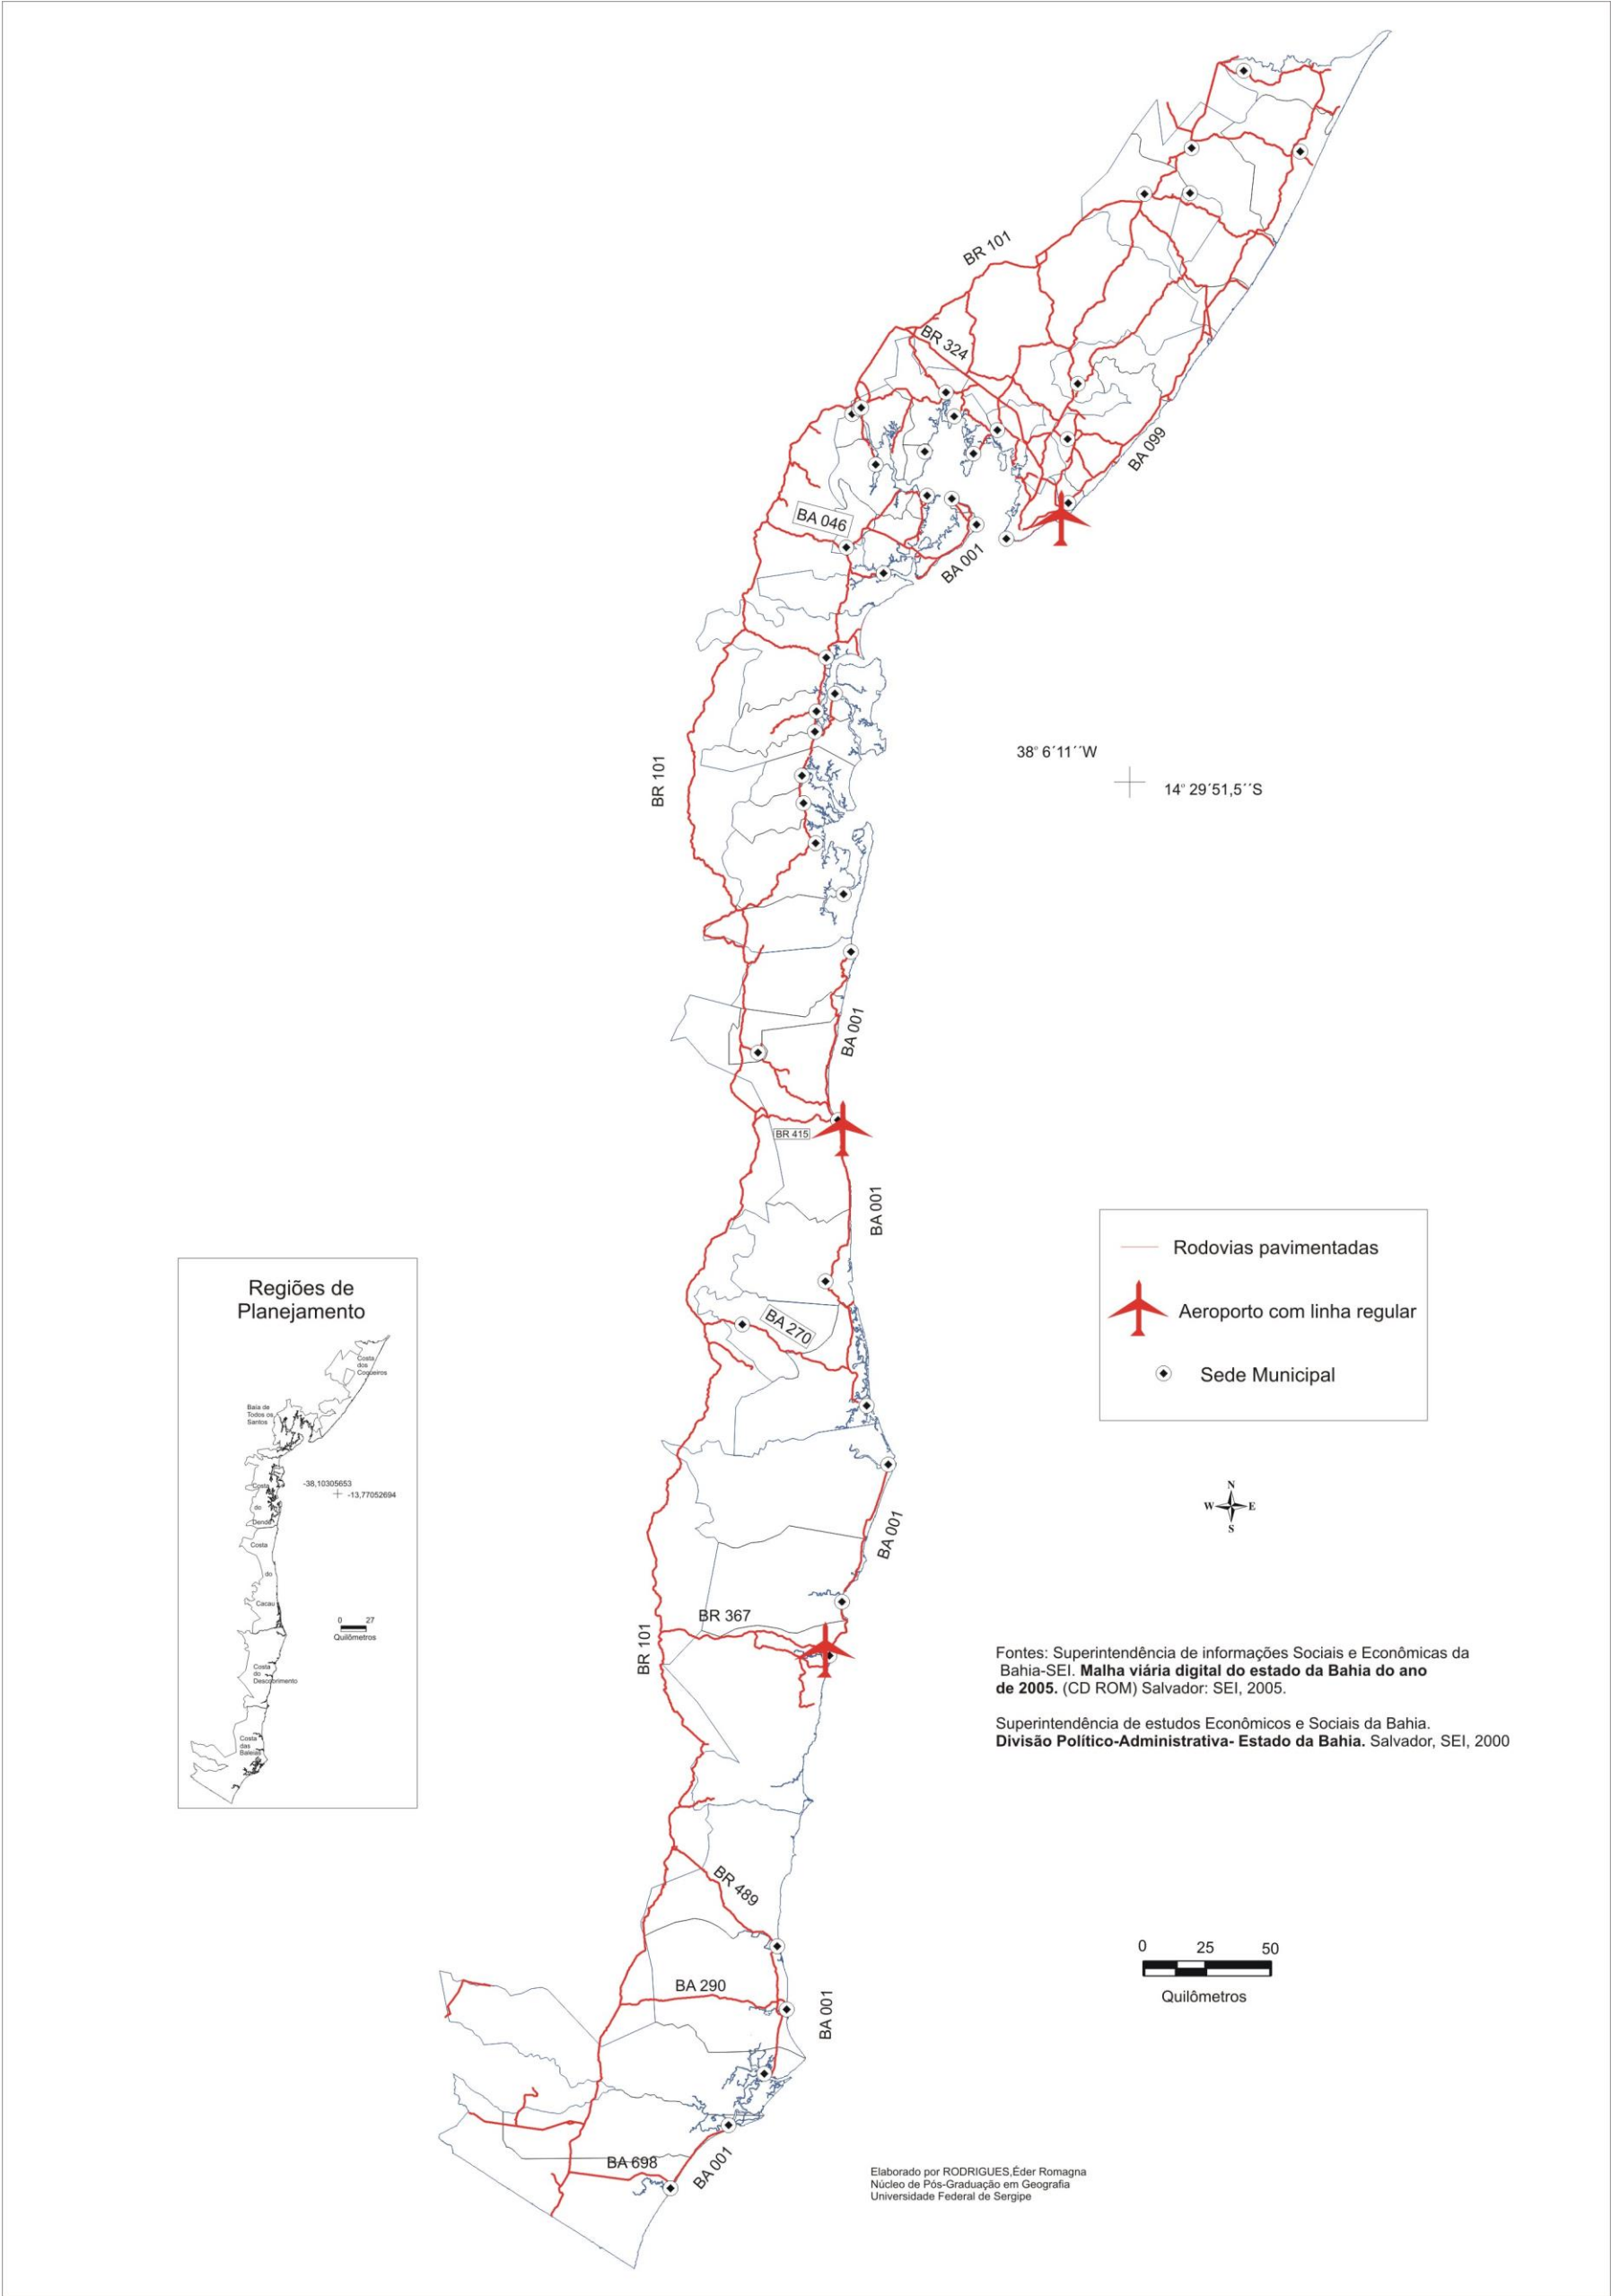 BR 101
BR 324
BA 099
BA 046
BA 001
38° 6´11´´W
14° 29´51,5´´S
BR 101
BA 001
BR 415
BA 001
BA 270
BA 001
BR 367
BR 101
BR 489
BA 290
BA 001
BA 698
BA 001
Regiões de
Planejamento
Costa
dos
Coqueiros
Baia de
Todos os
Santos
-38,10305653
-13,77052694
Costa
do
Dendê
Costa
do
Cacau
0 27
Quilômetros
Costa
do
Descobrimento
Costa
das
Baleias
Rodovias pavimentadas
Aeroporto com linha regular
Sede Municipal
N
W E
S
Fontes: Superintendência de informações Sociais e Econômicas da
Bahia-SEI. Malha viária digital do estado da Bahia do ano
de 2005. (CD ROM) Salvador: SEI, 2005.
Superintendência de estudos Econômicos e Sociais da Bahia.
Divisão Político-Administrativa- Estado da Bahia. Salvador, SEI, 2000
0 25 50
Quilômetros
Elaborado por RODRIGUES,Éder Romagna
Núcleo de Pós-Graduação em Geografia
Universidade Federal de Sergipe